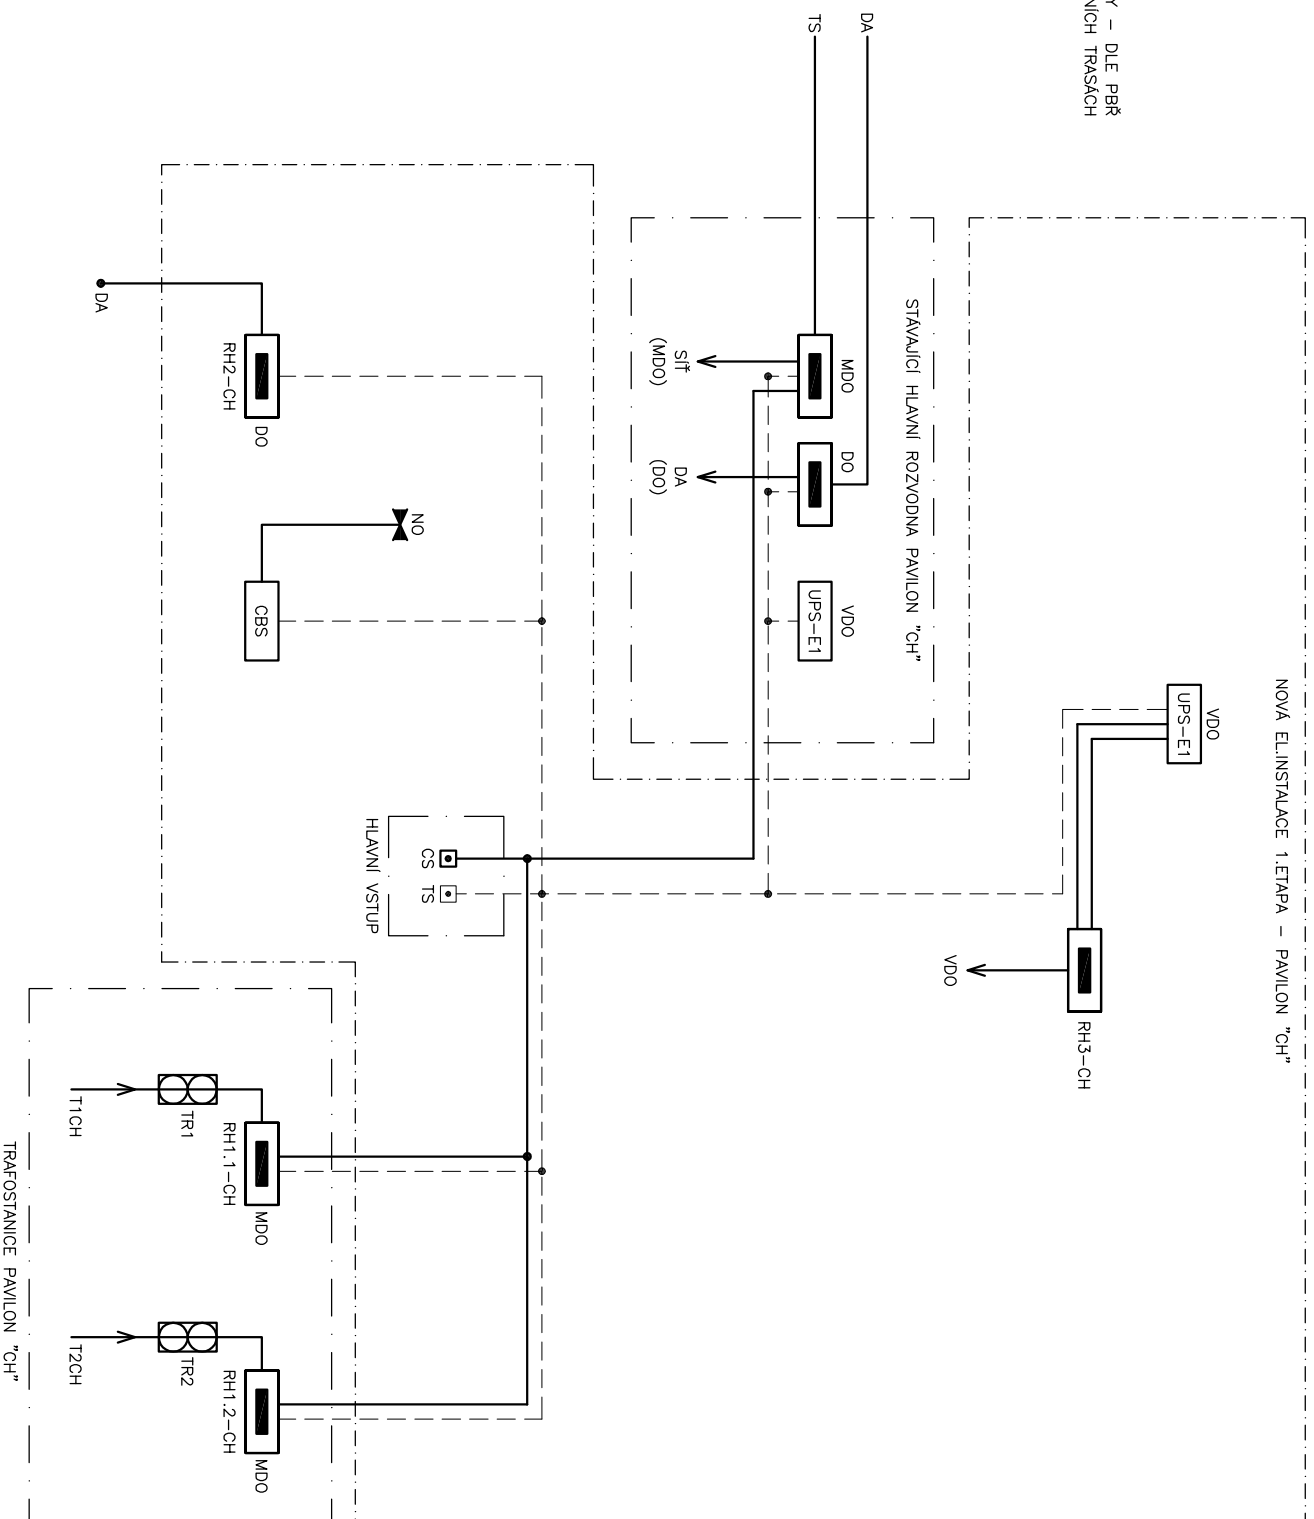 Y – DLE PBŘ
NÍCH TRASÁCH
NOVÁ EL.INSTALACE 1.ETAPA – PAVILON "CH"
VDO
UPS–E1
RH3–CH
VDO
DA
TS
STÁVAJÍCÍ HLAVNÍ ROZVODNA PAVILON "CH"
MDO
DO
VDO
UPS–E1
SÍŤ
(MDO)
DA
(DO)
NO
CBS
DO
RH2–CH
DA
CS
TS
HLAVNÍ VSTUP
MDO
RH1.1–CH
TR1
T1CH
MDO
RH1.2–CH
TR2
T2CH
TRAFOSTANICE PAVILON "CH"